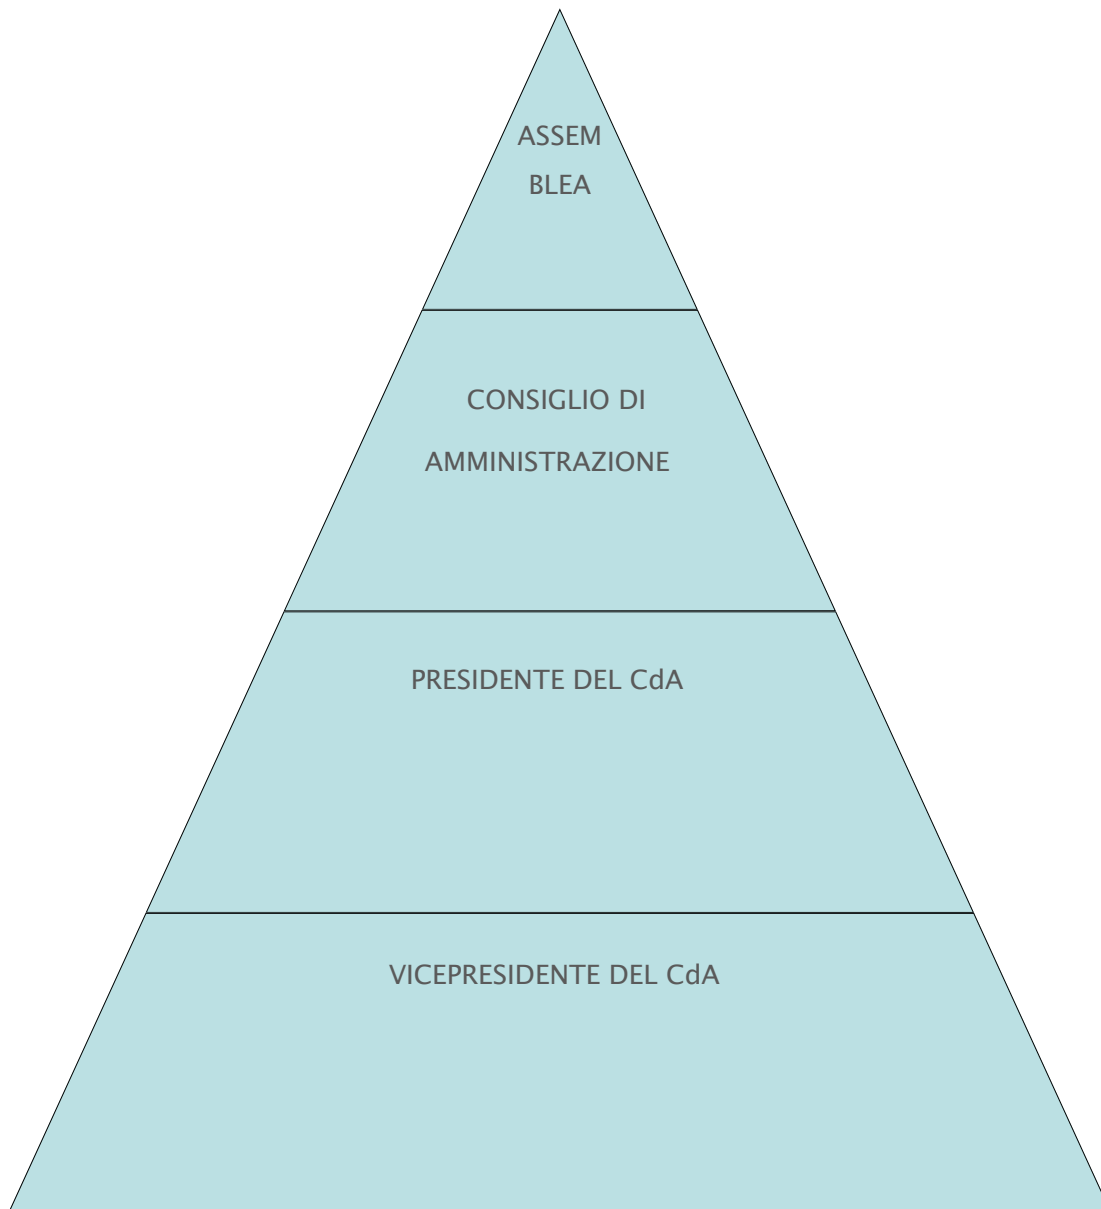 ASSEM
BLEA
CONSIGLIO DI
AMMINISTRAZIONE
PRESIDENTE DEL CdA
VICEPRESIDENTE DEL CdA